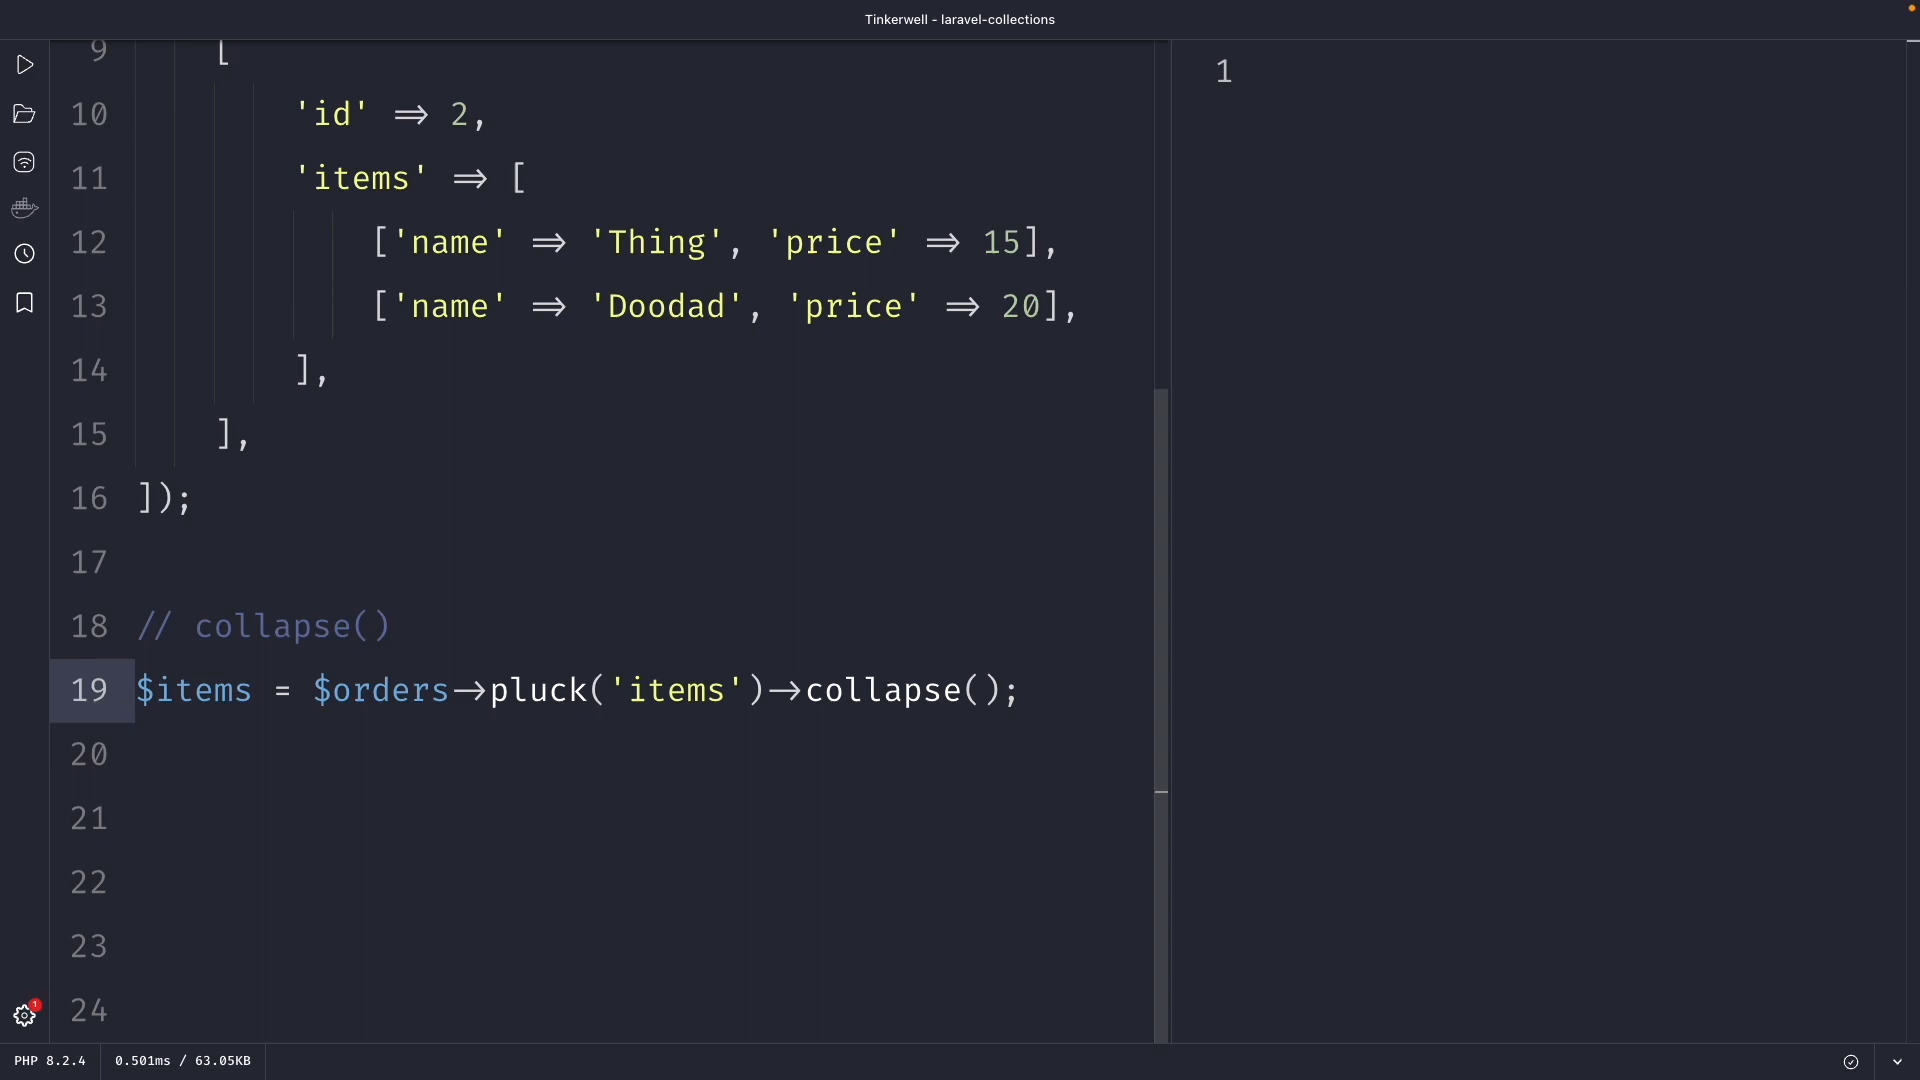 Tinkerwell - laravel-collections
9 [
10 'id' => 2,
11 'items' => [
12 ['name' => 'Thing', 'price' => 15],
13 ['name' => 'Doodad', 'price' => 20],
14 ],
15 ],
16 ]);
17
18 // collapse()
19 $items = $orders->pluck('items')->collapse();
20
21
22
23
24
1
1
PHP 8.2.4 0.501ms / 63.05KB